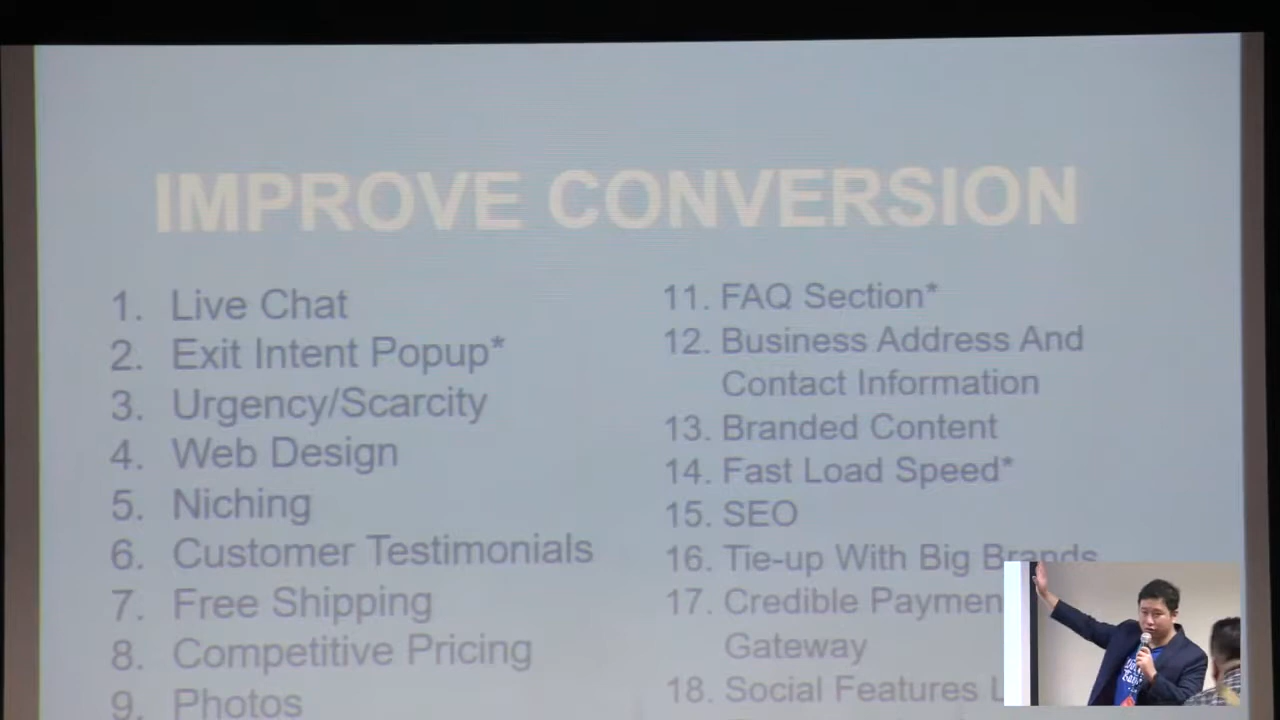 IMPROVE CONVERSION
1. Live Chat
2. Exit Intent Popup*
3. Urgency/Scarcity
4. Web Design
5. Niching
6. Customer Testimonials
7. Free Shipping
8. Competitive Pricing
9. Photos
11. FAQ Section*
12. Business Address And
Contact Information
13. Branded Content
14. Fast Load Speed*
15. SEO
16. Tie-up With Big Brands
17. Credible Paymen
Gateway
18. Social Features L